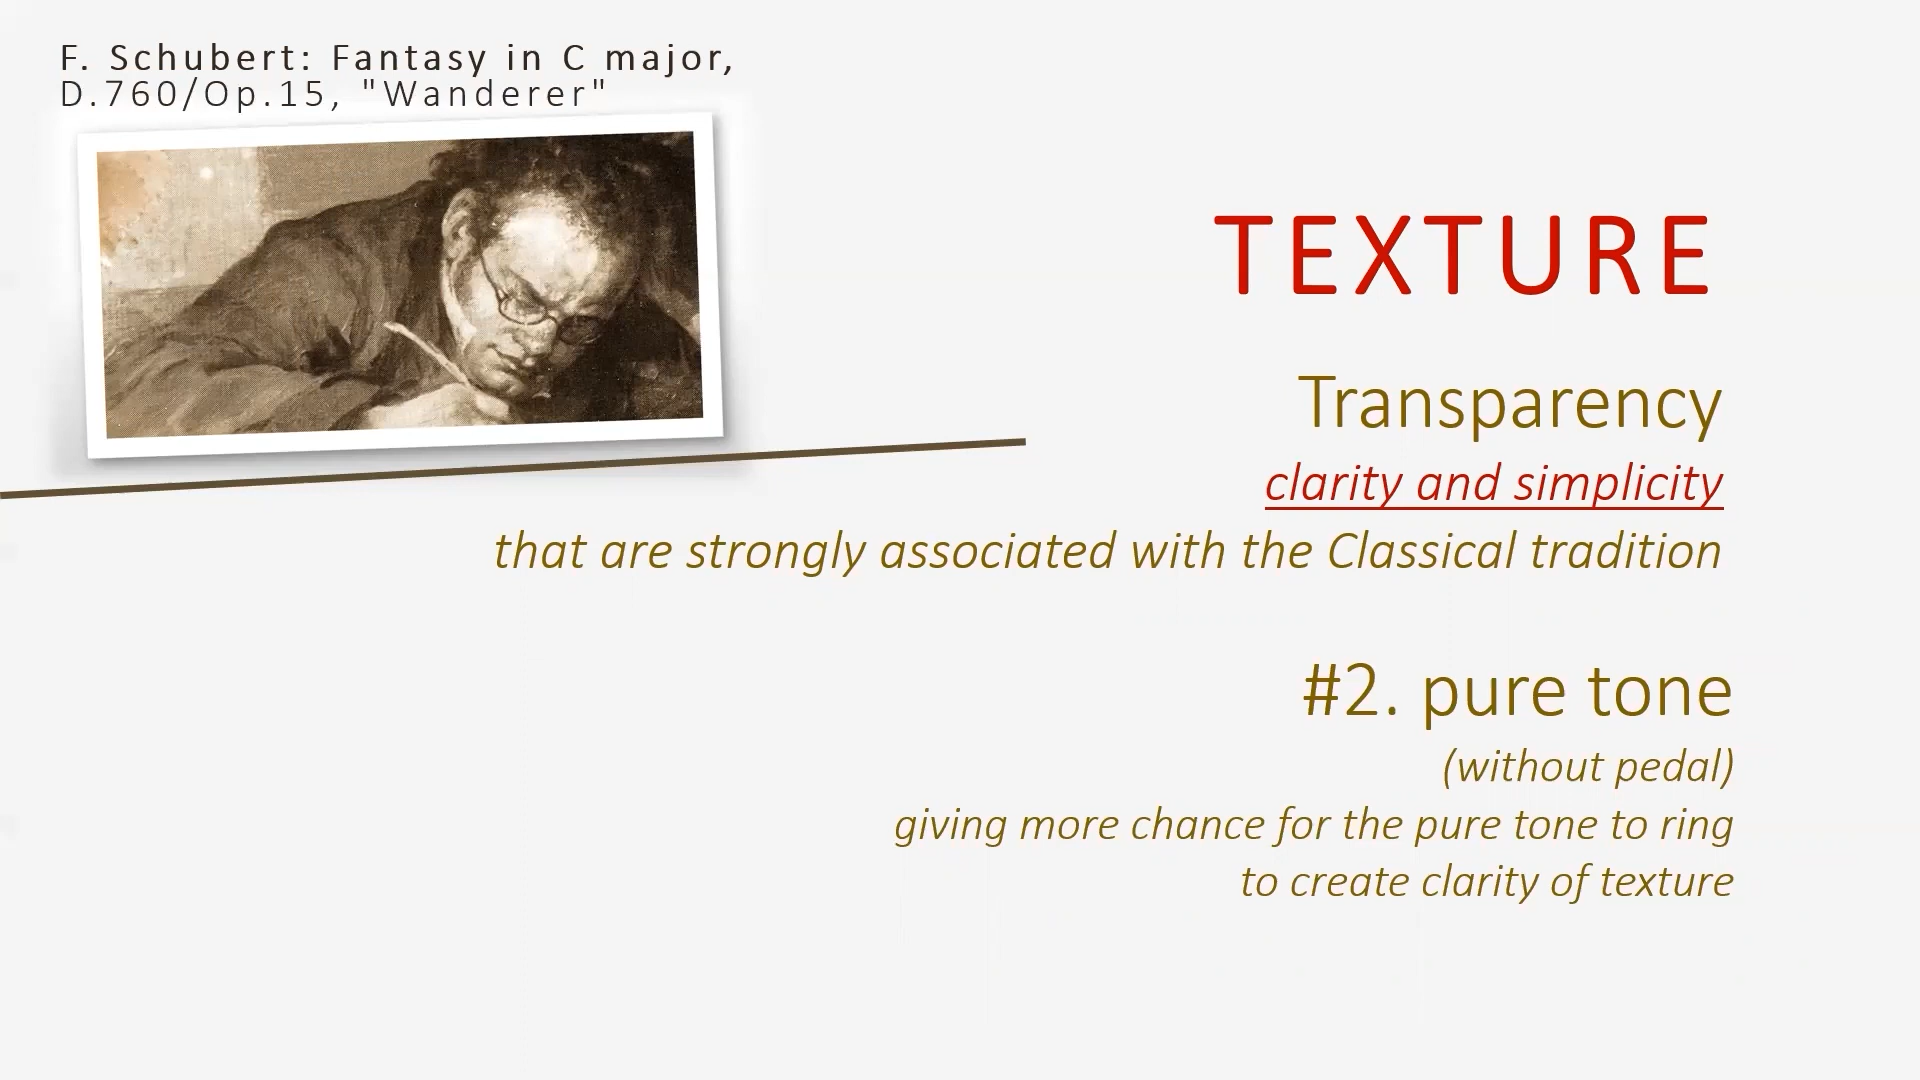 F. Schubert: Fantasy in C major,
D.760/Op.15, "Wanderer"
TEXTURE
Transparency
clarity and simplicity
that are strongly associated with the Classical tradition
#2. pure tone
(without pedal)
giving more chance for the pure tone to ring
to create clarity of texture